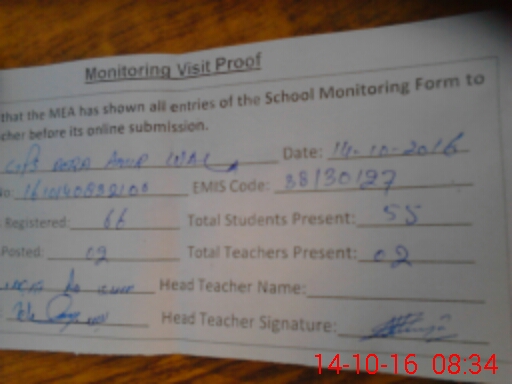 Monitoring Visit Proof
that the MEA has shown all entries of the School Monitoring Form to
cher before its online submission.
Date: 14-10-2016
No: EMIS Code: 38130127
Registered: 66 Total Students Present: 55
Posted: 02 Total Teachers Present: 02
Head Teacher Name:
Head Teacher Signature:
14-10-16 08:34